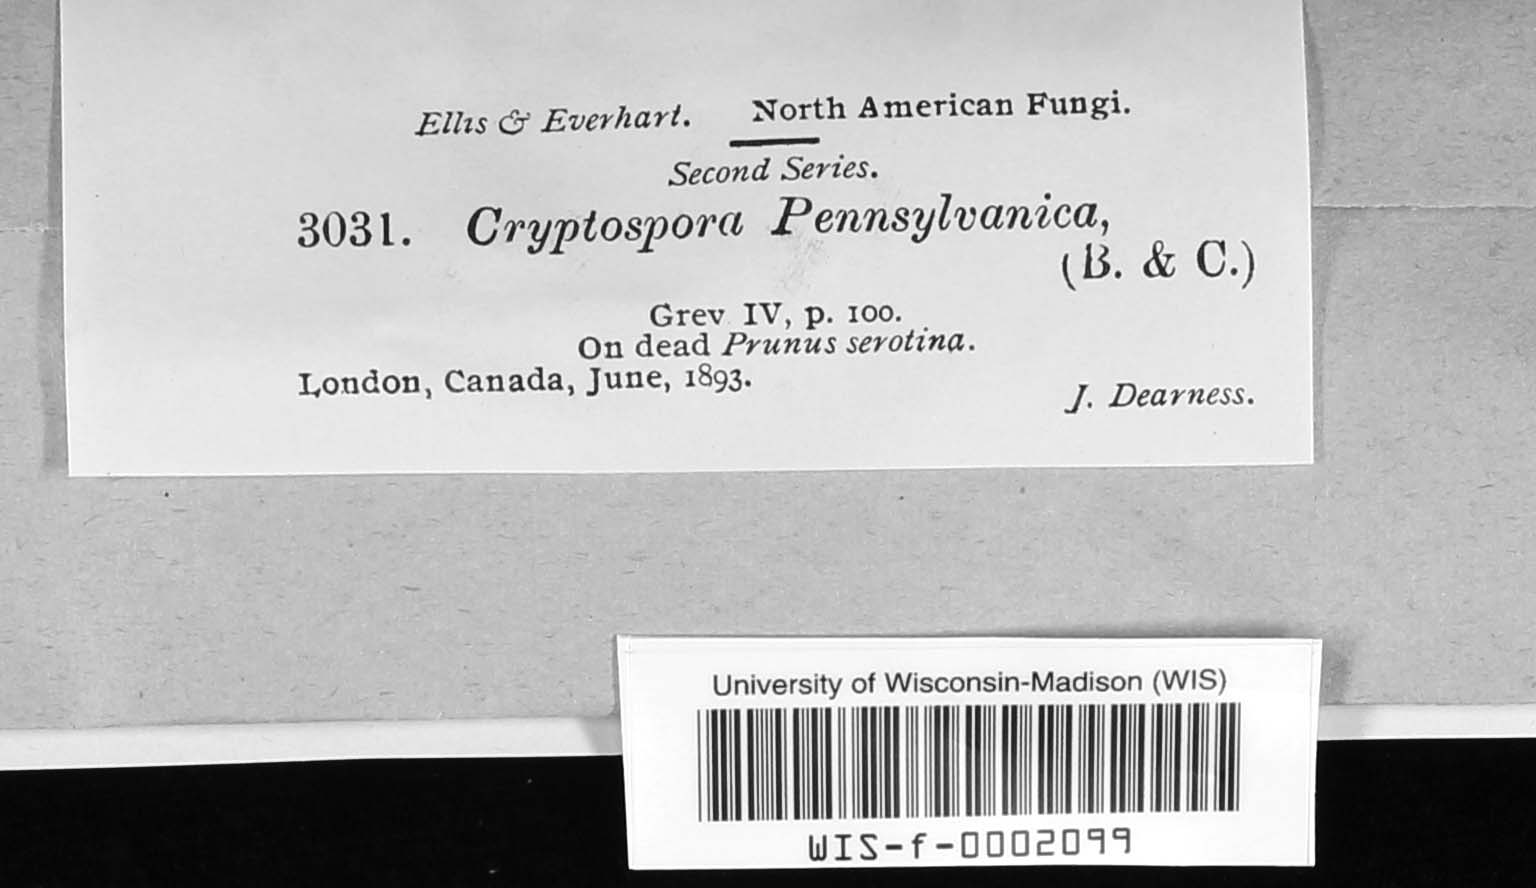 Ellis & Everhart. North American Fungi.
Second Series.
3031. Cryptospora Pennsylvanica,
(B. & C.)
Grev. IV, p. 100.
On dead Prunus serotina.
London, Canada, June, 1893.
J. Dearness.
University of Wisconsin-Madison (WIS)
WIS-f-0002099